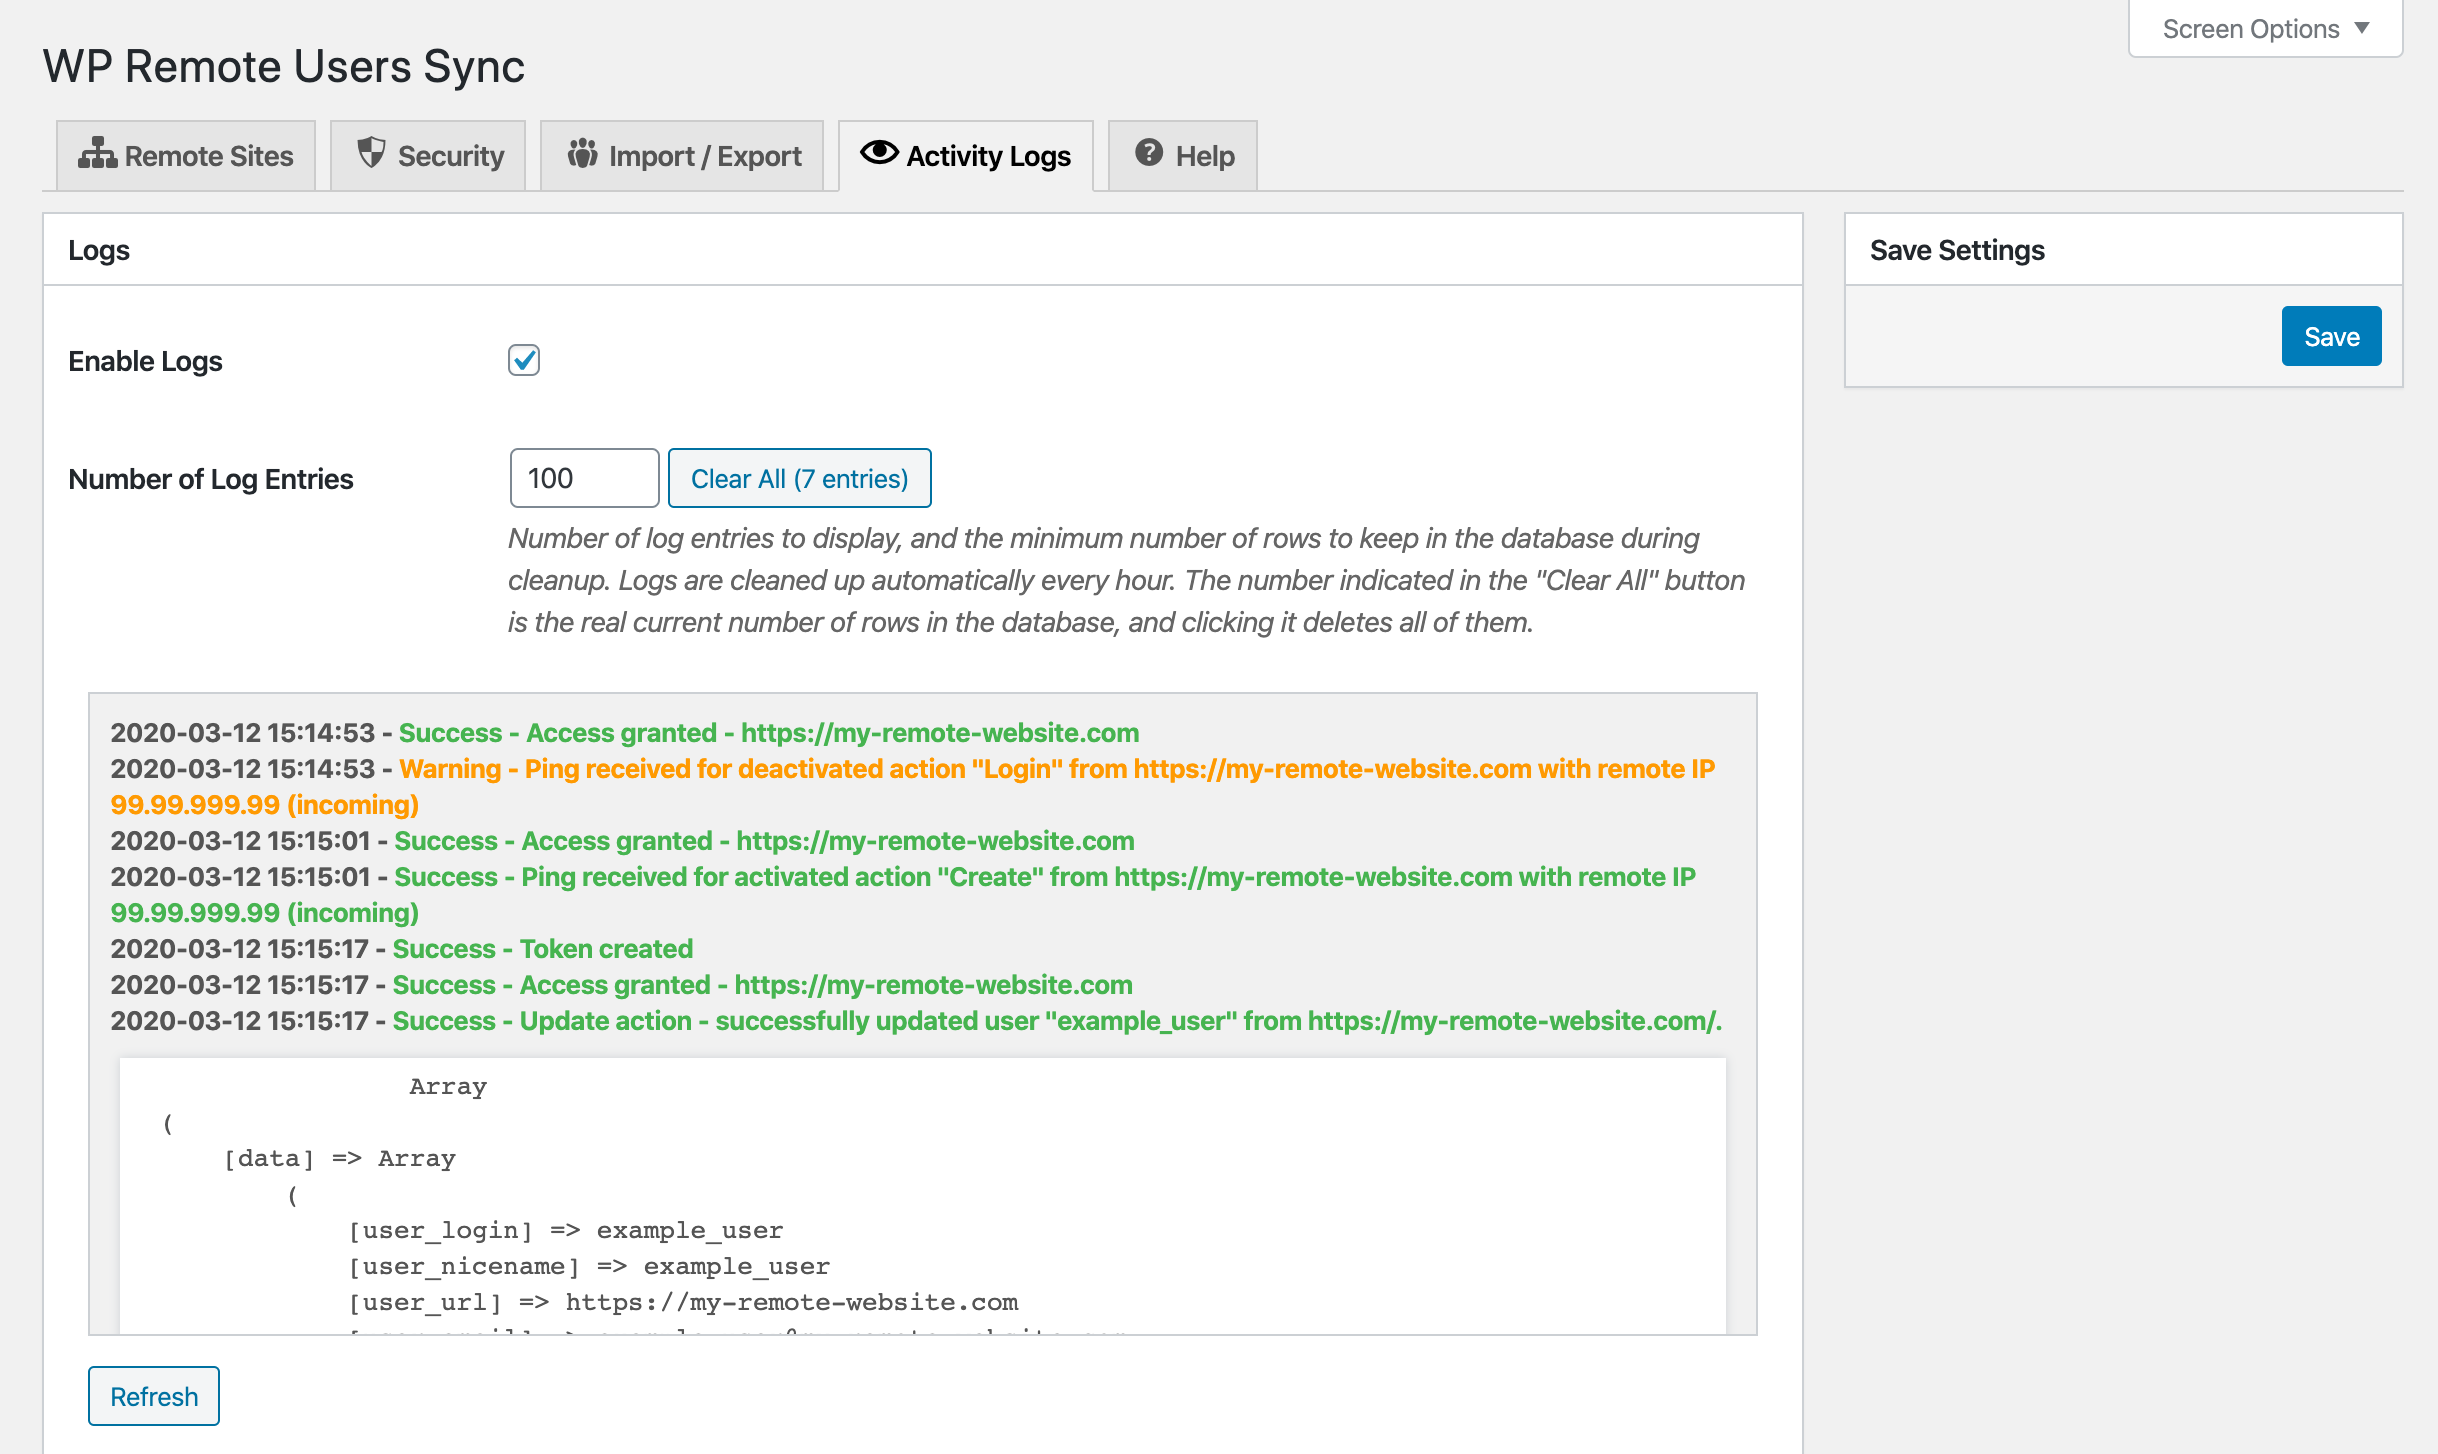 Screen Options
WP Remote Users Sync
Remote Sites
Security
Import / Export
Activity Logs
Help
Logs
Save Settings
Save
Enable Logs
Number of Log Entries
100
Clear All (7 entries)
Number of log entries to display, and the minimum number of rows to keep in the database during
cleanup. Logs are cleaned up automatically every hour. The number indicated in the "Clear All" button
is the real current number of rows in the database, and clicking it deletes all of them.
2020-03-12 15:14:53 - Success - Access granted - https://my-remote-website.com
2020-03-12 15:14:53 - Warning - Ping received for deactivated action "Login" from https://my-remote-website.com with remote IP
99.99.999.99 (incoming)
2020-03-12 15:15:01 - Success - Access granted - https://my-remote-website.com
2020-03-12 15:15:01 - Success - Ping received for activated action "Create" from https://my-remote-website.com with remote IP
99.99.999.99 (incoming)
2020-03-12 15:15:17 - Success - Token created
2020-03-12 15:15:17 - Success - Access granted - https://my-remote-website.com
2020-03-12 15:15:17 - Success - Update action - successfully updated user "example_user" from https://my-remote-website.com/.
Array
(
[data] => Array
(
[user_login] => example_user
[user_nicename] => example_user
[user_url] => https://my-remote-website.com
Refresh